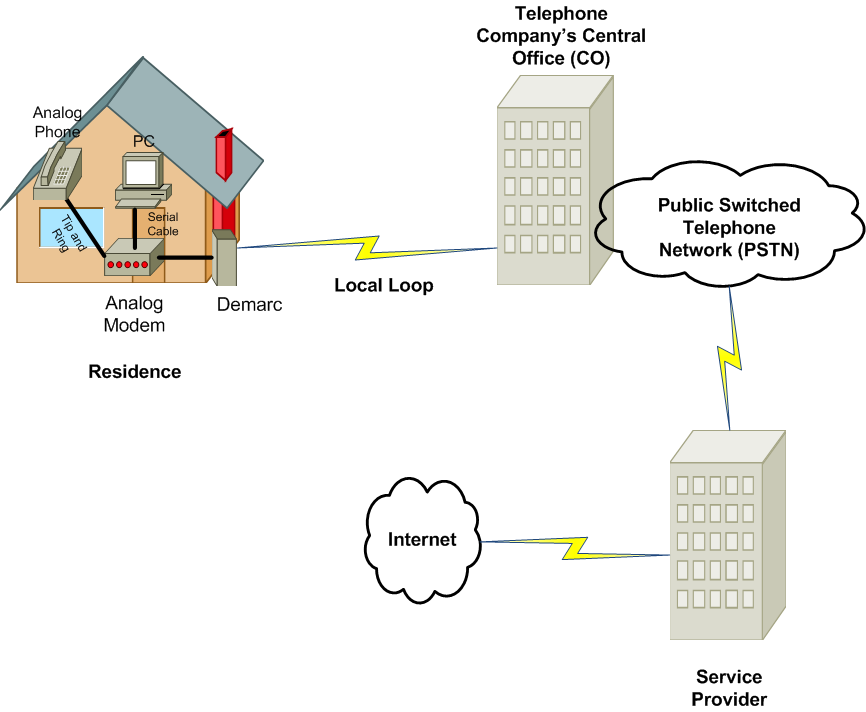 Telephone
Company's Central
Office (CO)
Analog
Phone
PC
Public Switched
Telephone
Network (PSTN)
Tip and
Ring
Serial
Cable
Local Loop
Analog
Modem
Demarc
Residence
Internet
Service
Provider